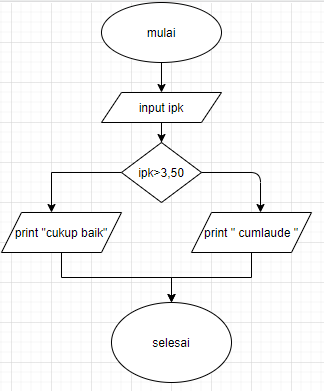 mulai
input ipk
ipk>3,50
print "cukup baik"
print " cumlaude "
selesai